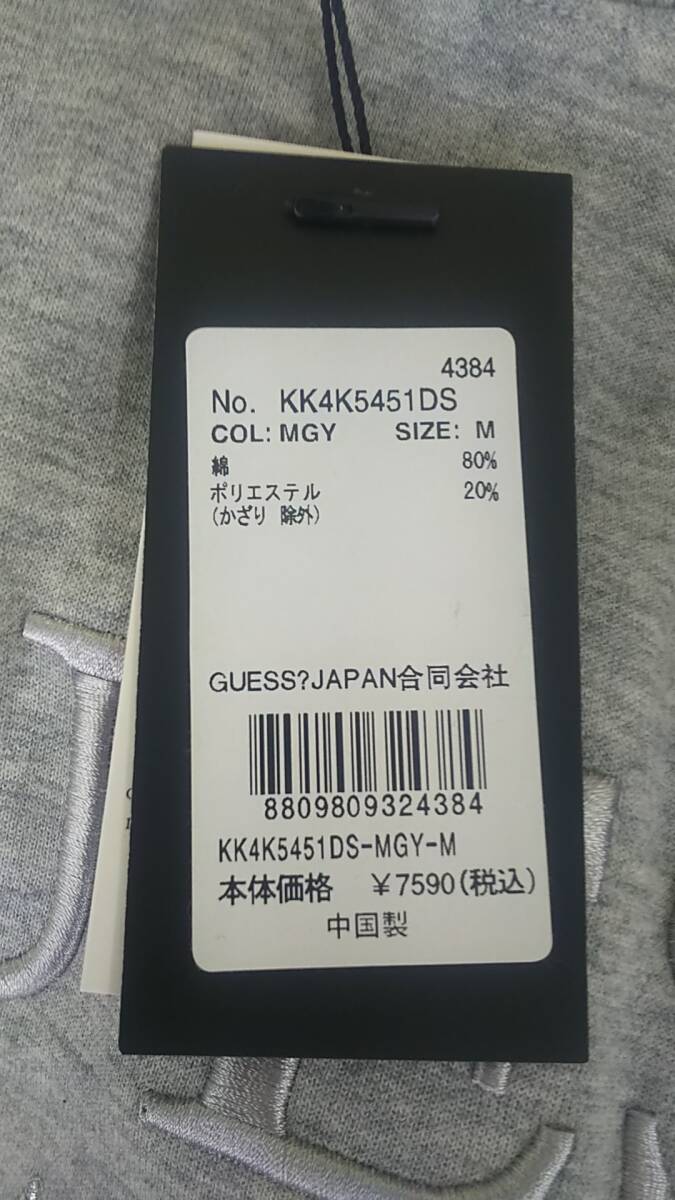 4384
No. KK4K5451DS
COL: MGY SIZE: M
綿 80%
ポリエステル 20%
(かざり 除外)
GUESS?JAPAN合同会社
8809809324384
KK4K5451DS-MGY-M
本体価格 ¥7590(税込)
中国製